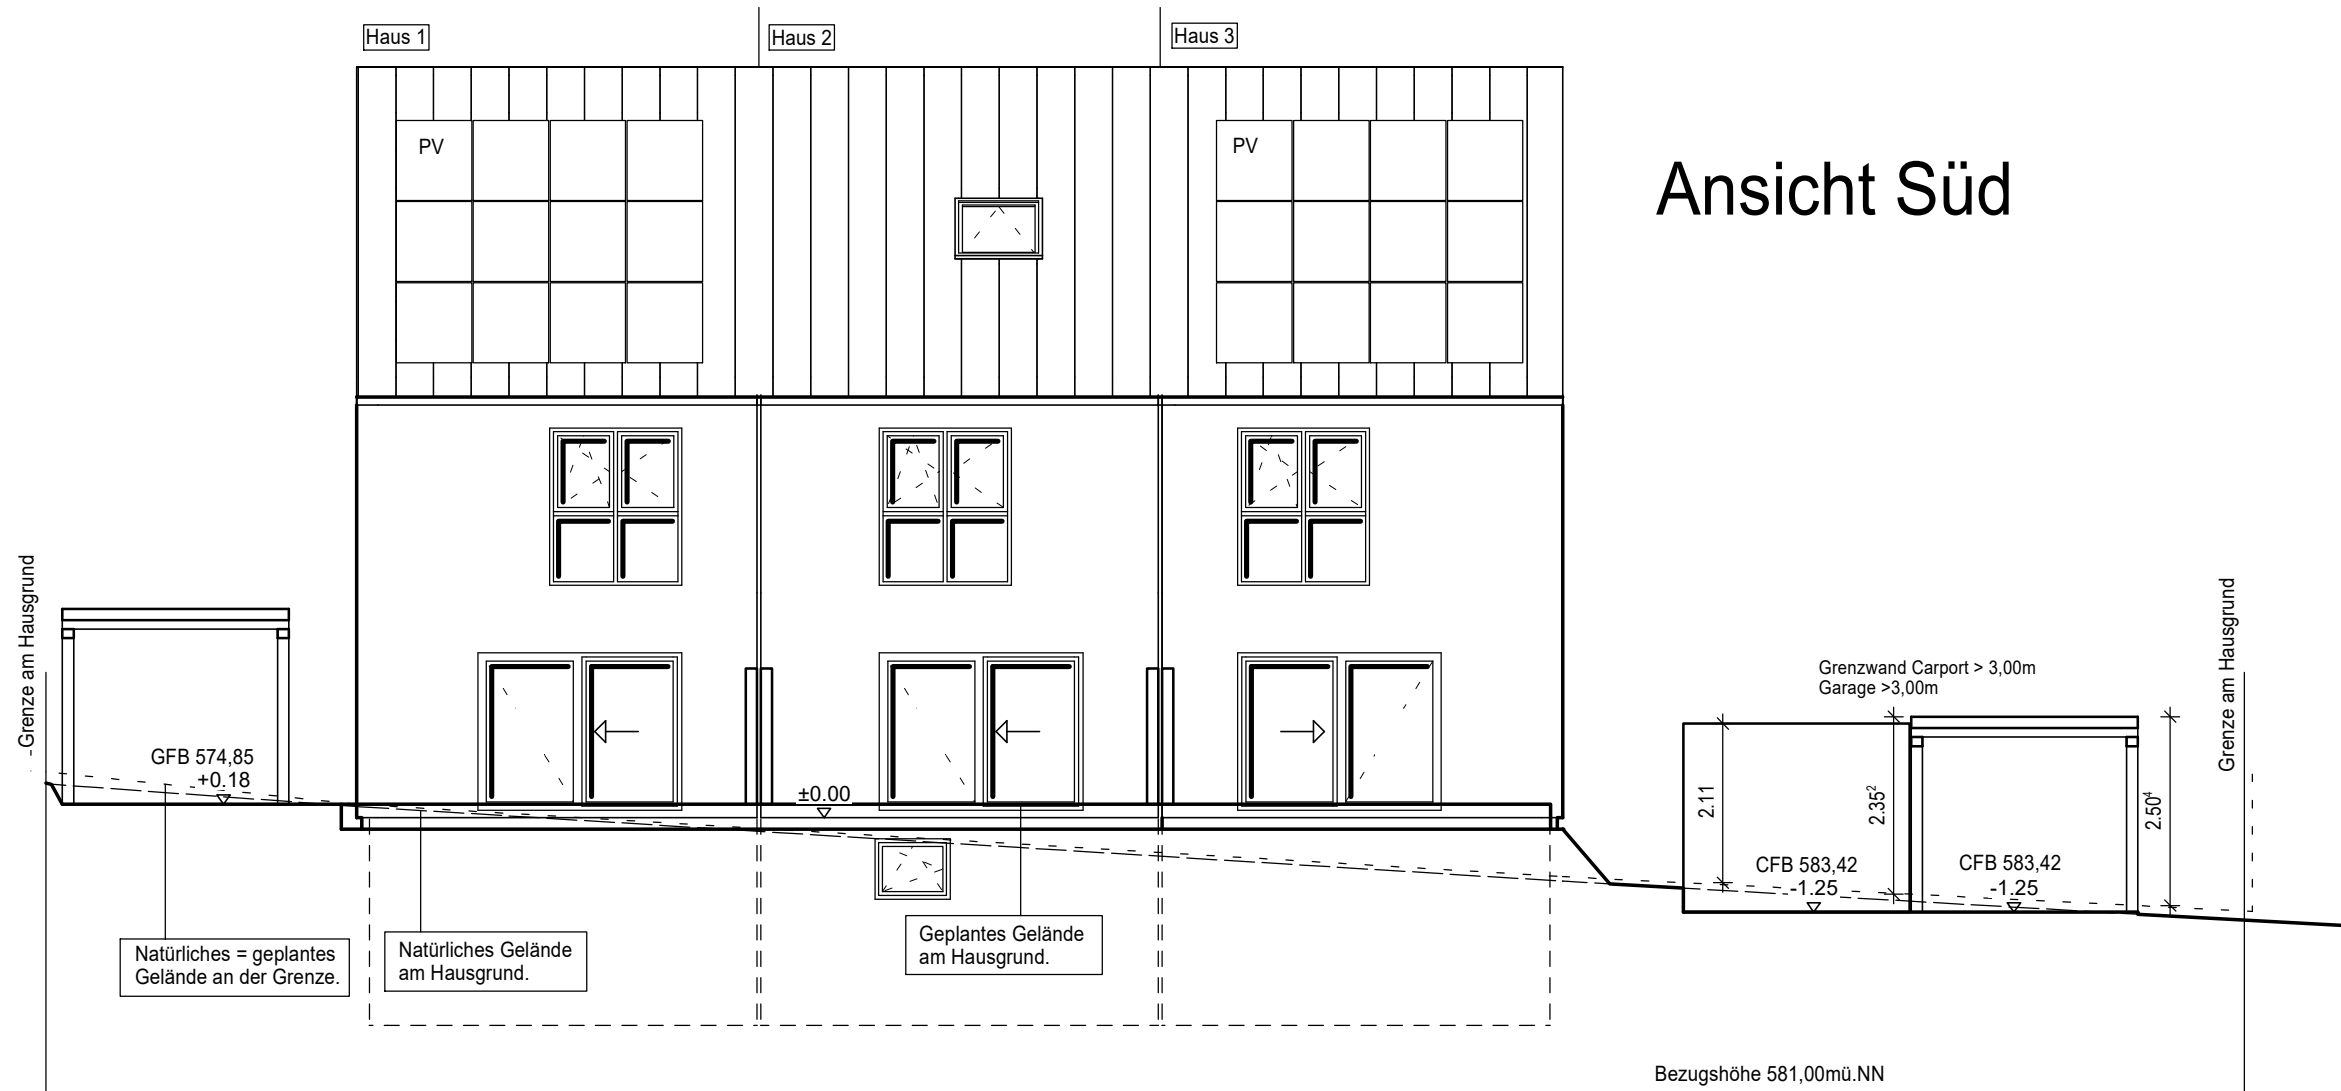 Haus 1
Haus 2
Haus 3
PV
PV
Ansicht Süd
Grenze am Hausgrund
GFB 574,85
+0.18
±0.00
Grenzwand Carport > 3,00m
Garage >3,00m
Grenze am Hausgrund
2.11
2.35²
2.50⁴
CFB 583,42
-1.25
CFB 583,42
-1.25
Natürliches = geplantes
Gelände an der Grenze.
Natürliches Gelände
am Hausgrund.
Geplantes Gelände
am Hausgrund.
Bezugshöhe 581,00mü.NN